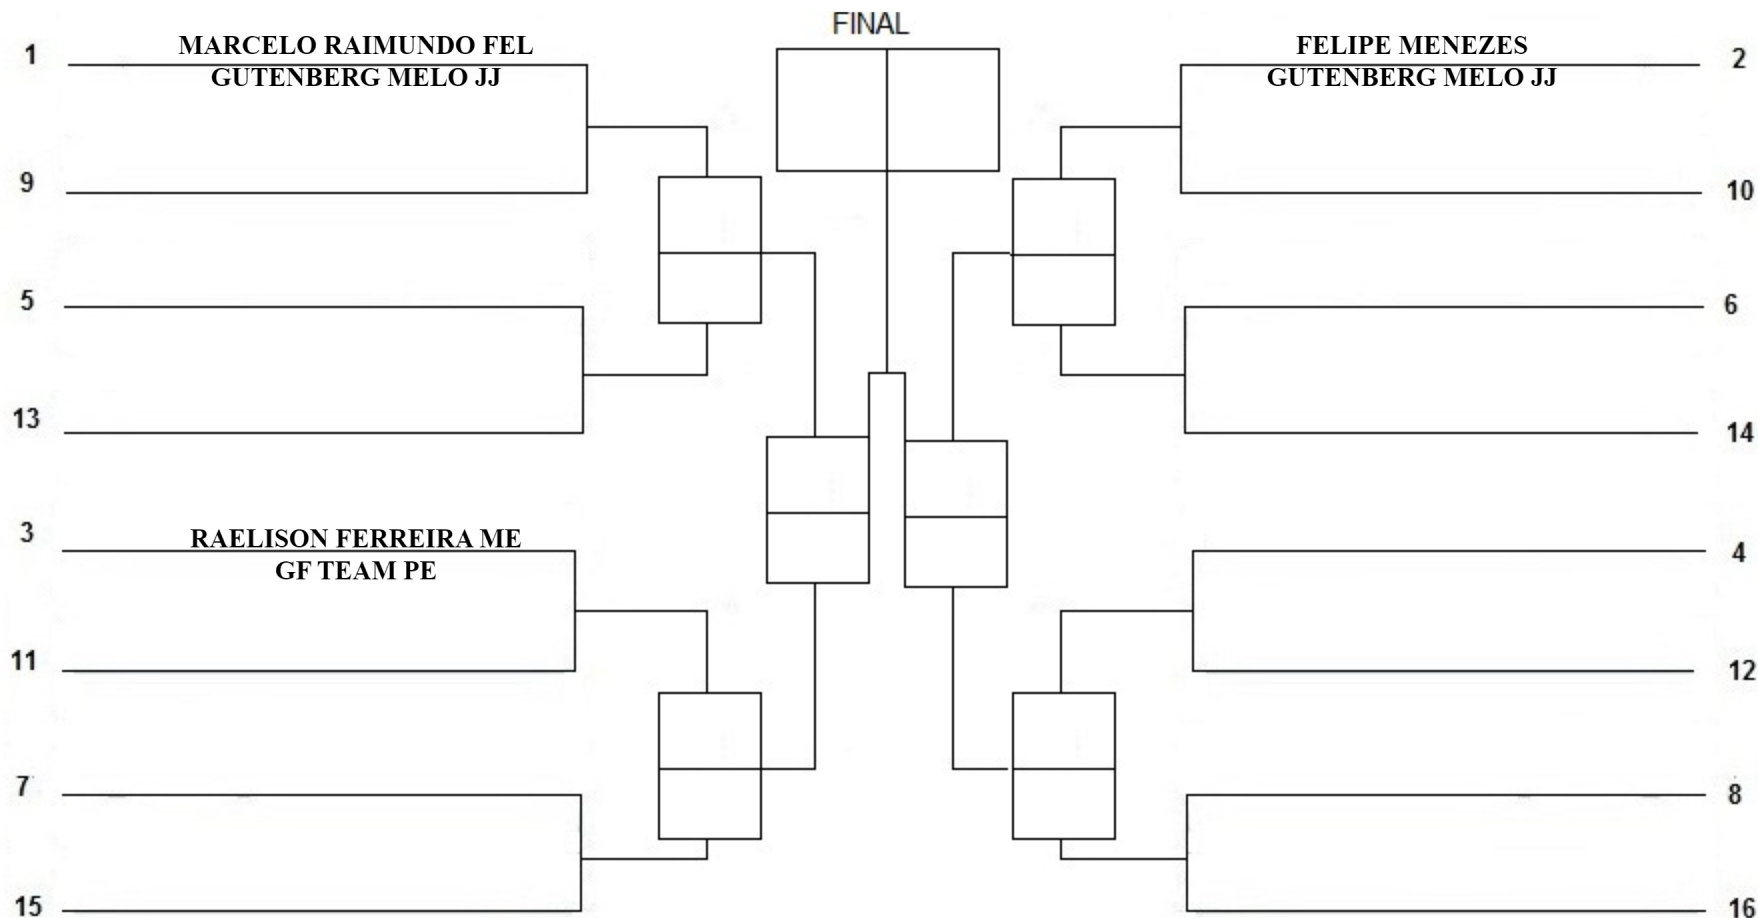 FINAL
1
MARCELO RAIMUNDO FEL
GUTENBERG MELO JJ
9
5
13
3
RAELISON FERREIRA ME
GF TEAM PE
11
7
15
FELIPE MENEZES
GUTENBERG MELO JJ
2
10
6
14
4
12
8
16